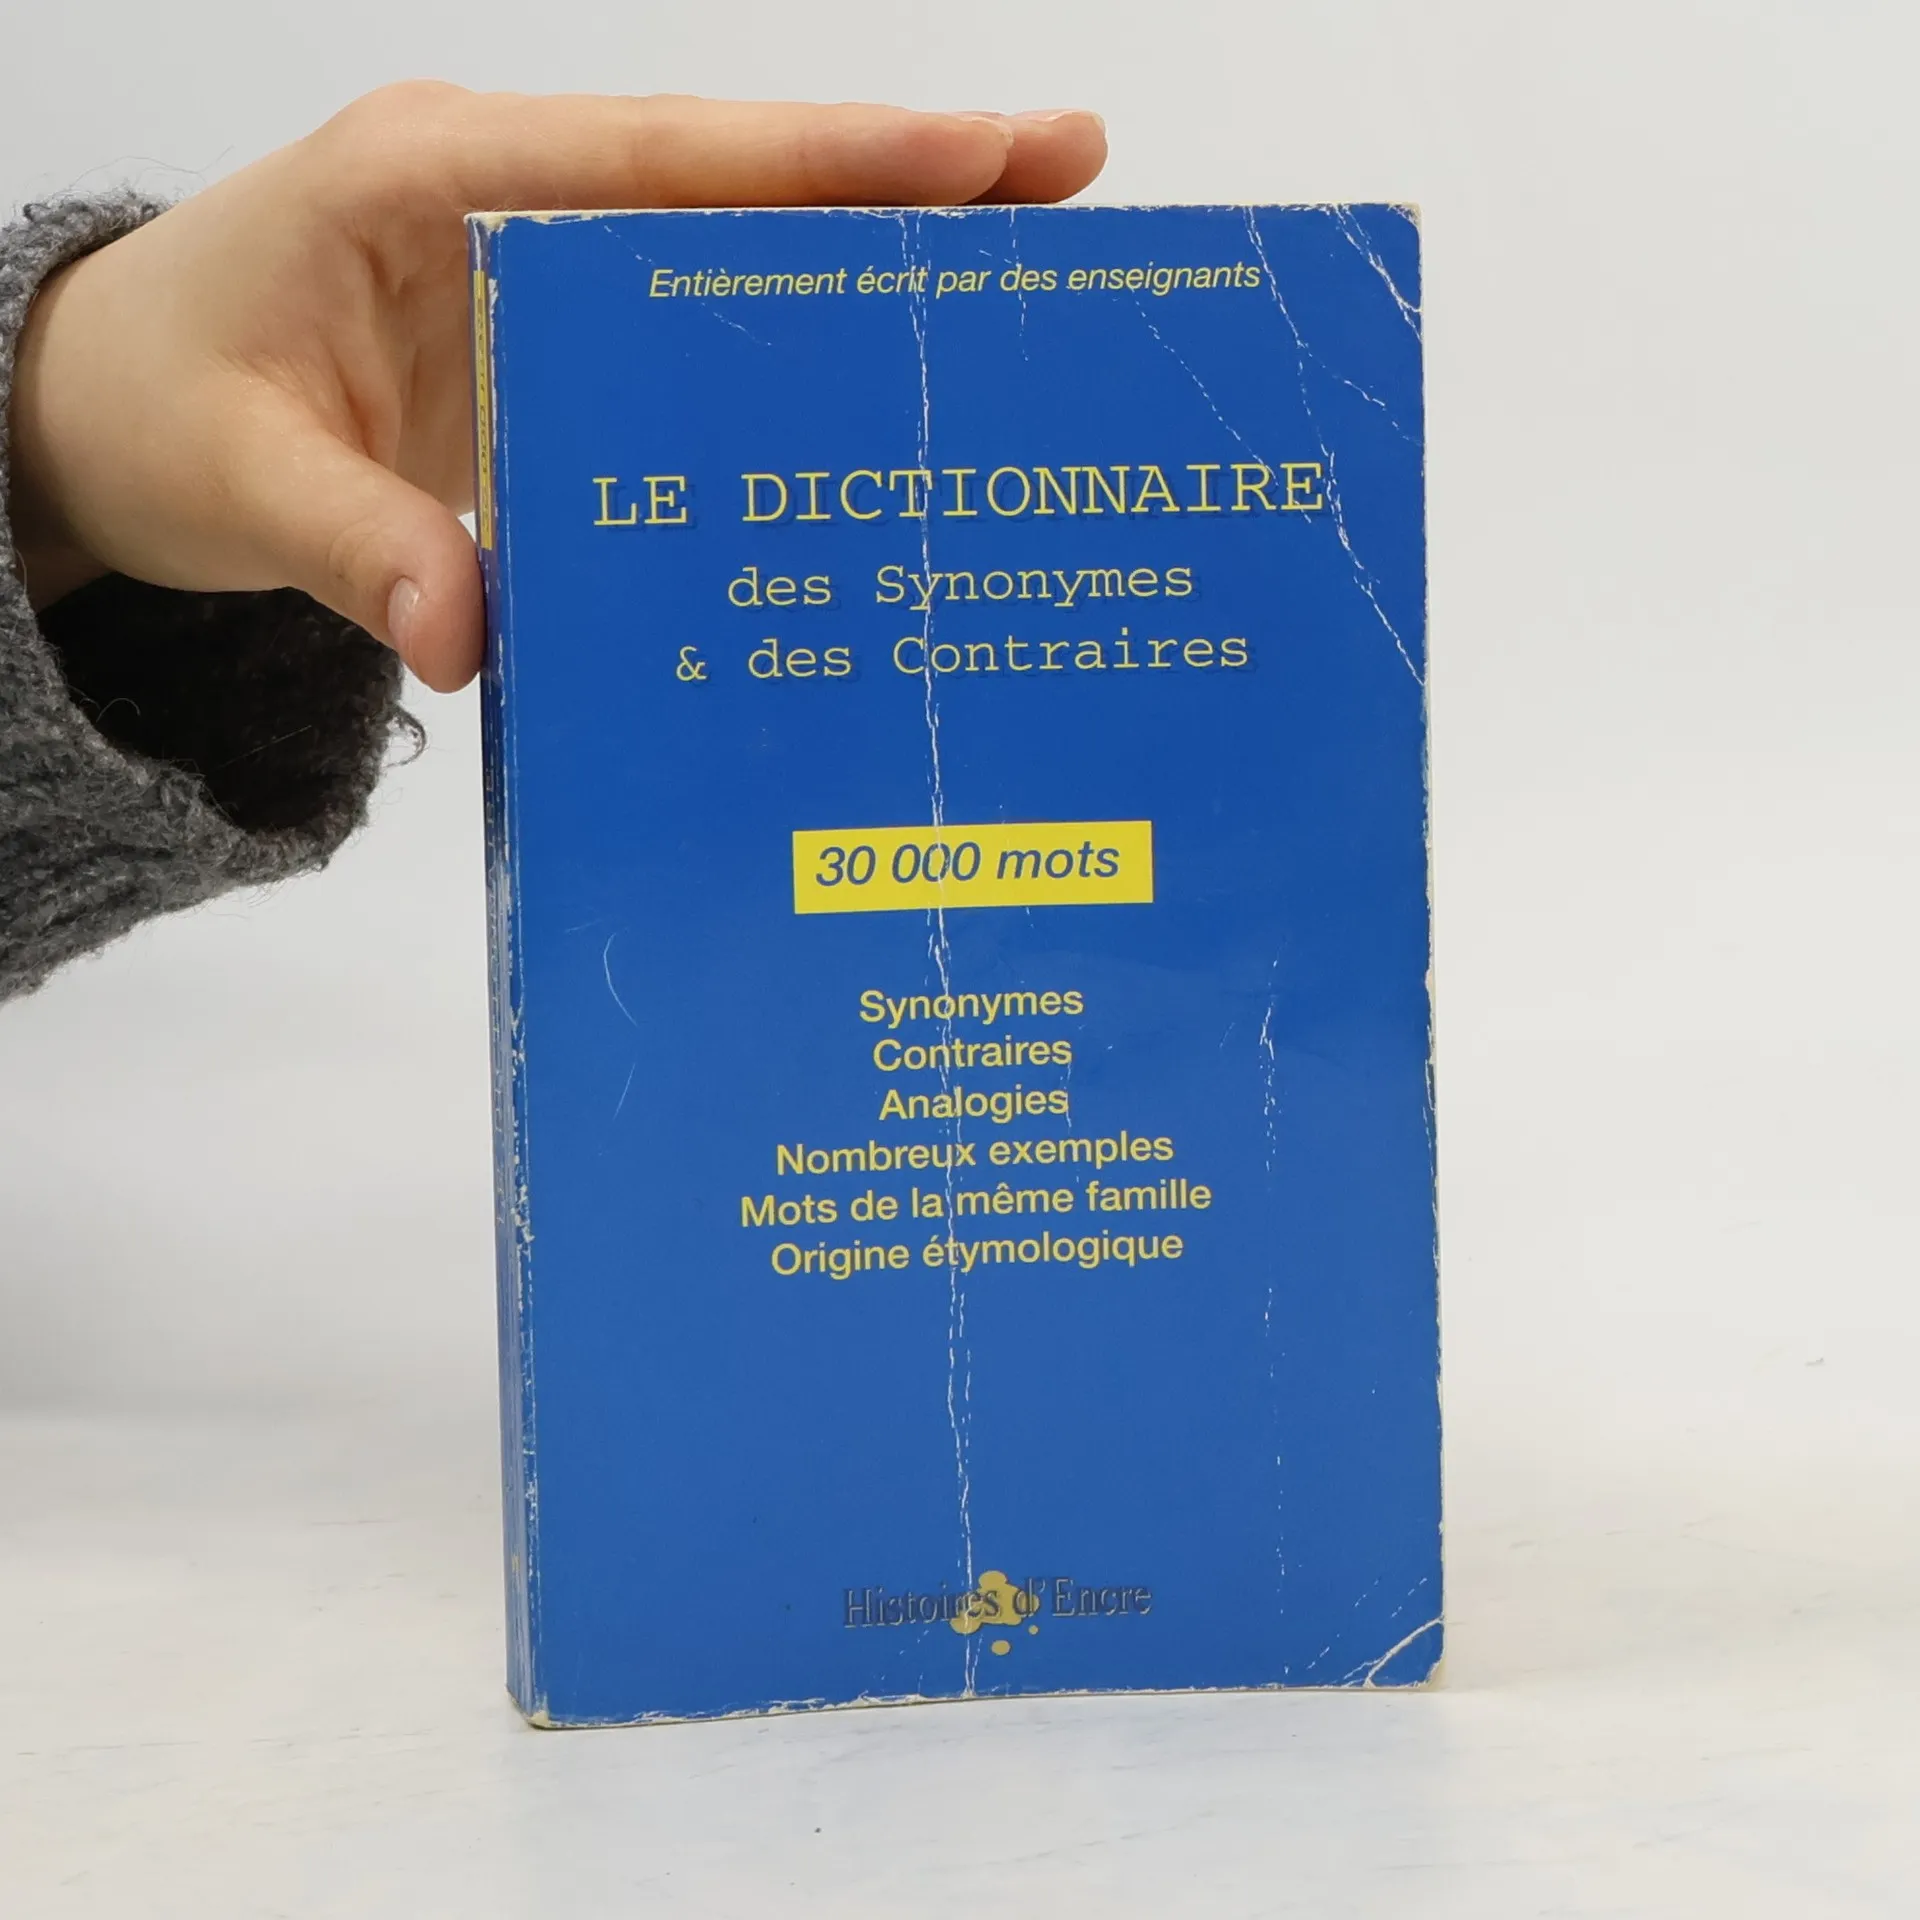 Entièrement écrit par des enseignants
LE DICTIONNAIRE
des Synonymes
& des Contraires
30 000 mots
Synonymes
Contraires
Analogies
Nombreux exemples
Mots de la même famille
Origine étymologique
Histoires d'Encre